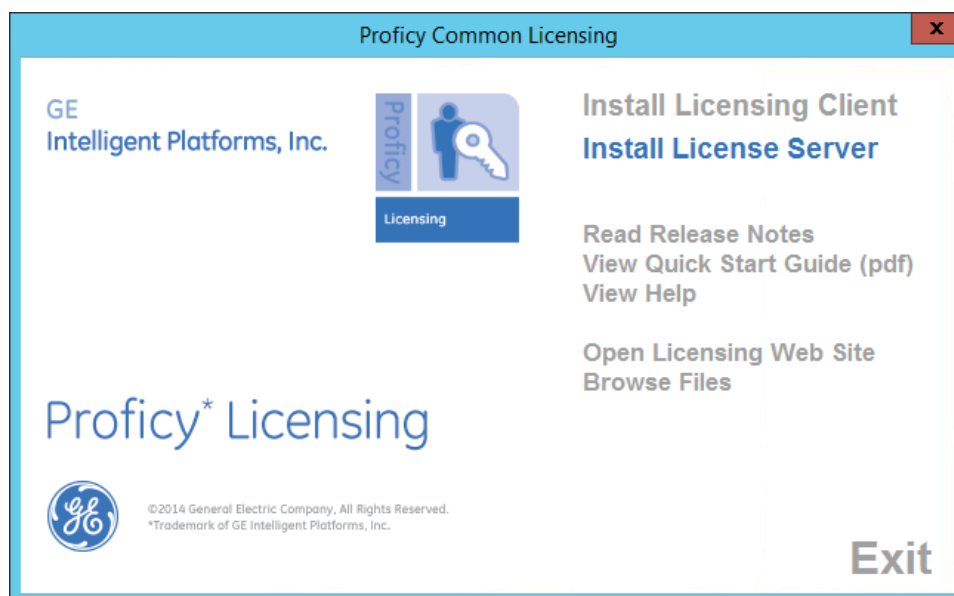 Proficy Common Licensing
x
GE
Intelligent Platforms, Inc.
Proficy
Licensing
Install Licensing Client
Install License Server
Read Release Notes
View Quick Start Guide (pdf)
View Help
Open Licensing Web Site
Browse Files
Proficy* Licensing
GE
©2014 General Electric Company, All Rights Reserved.
*Trademark of GE Intelligent Platforms, Inc.
Exit